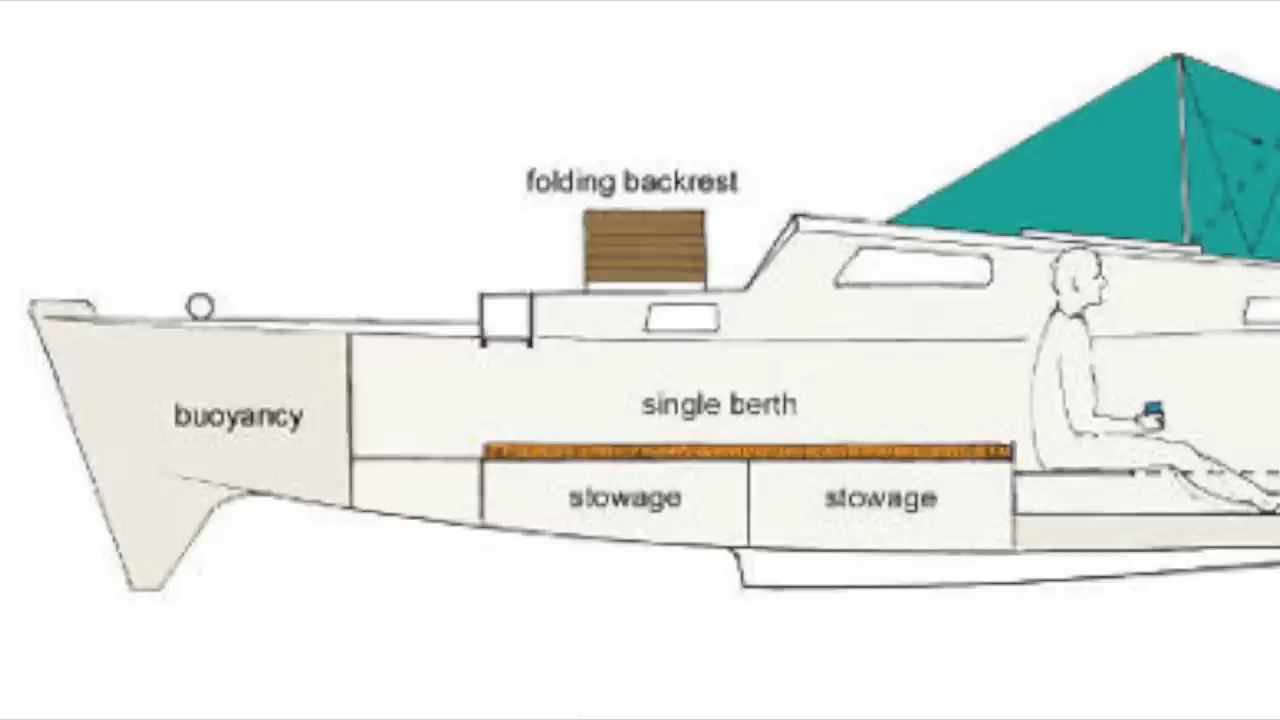 folding backrest
single berth
buoyancy
stowage
stowage